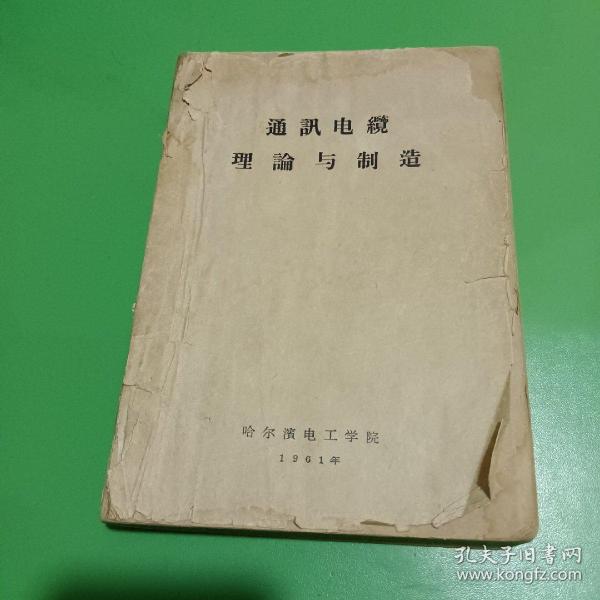 通訊电纜
理論与制造
哈尔濱电工学院
1961年
孔夫子旧书网
www.kongfz.com